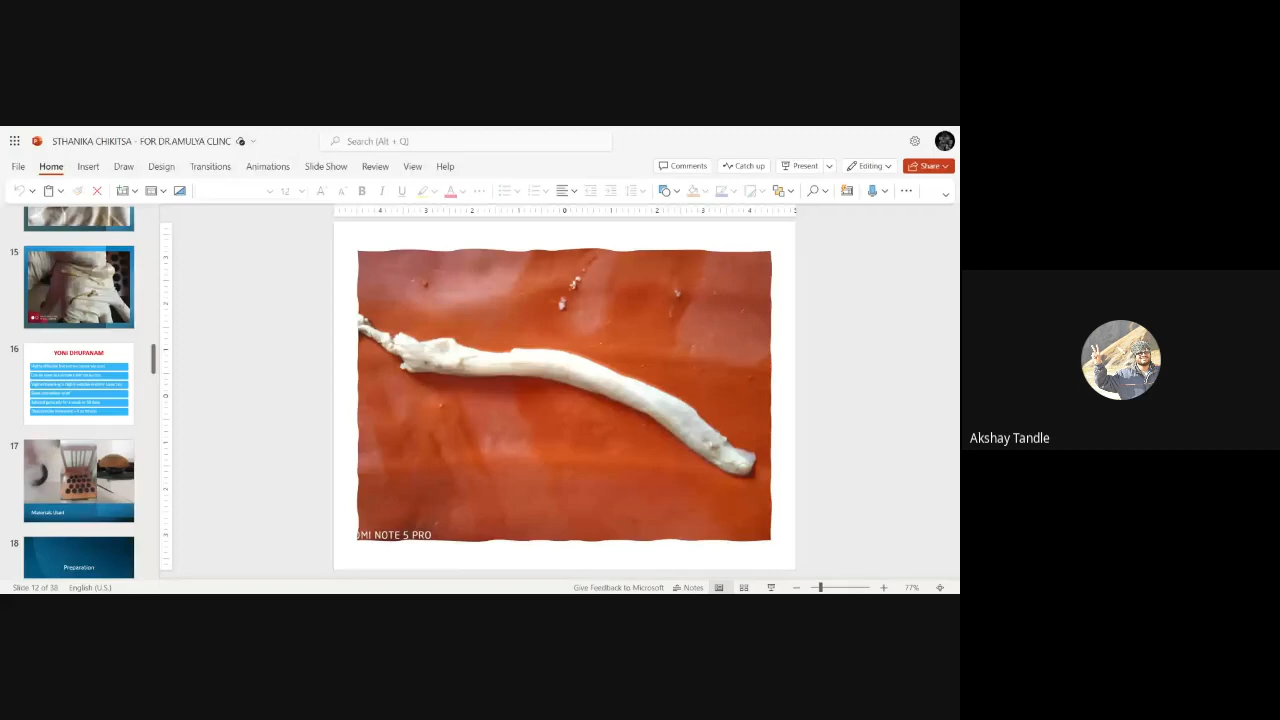 STHANIKA CHIKITSA - FOR DR.AMULYA CLINC
Search (Alt + Q)
File Home Insert Draw Design Transitions Animations Slide Show Review View Help
Comments Catch up Present Editing Share
12
15
16
YONI DHUPANAM
17
Materials Used
18
Preparation
OMI NOTE 5 PRO
Akshay Tandle
Slide 12 of 38 English (U.S.) Give Feedback to Microsoft Notes 77%